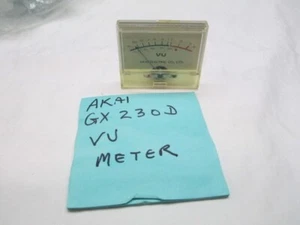 VU
AKAI
GX 230D
VU
METER